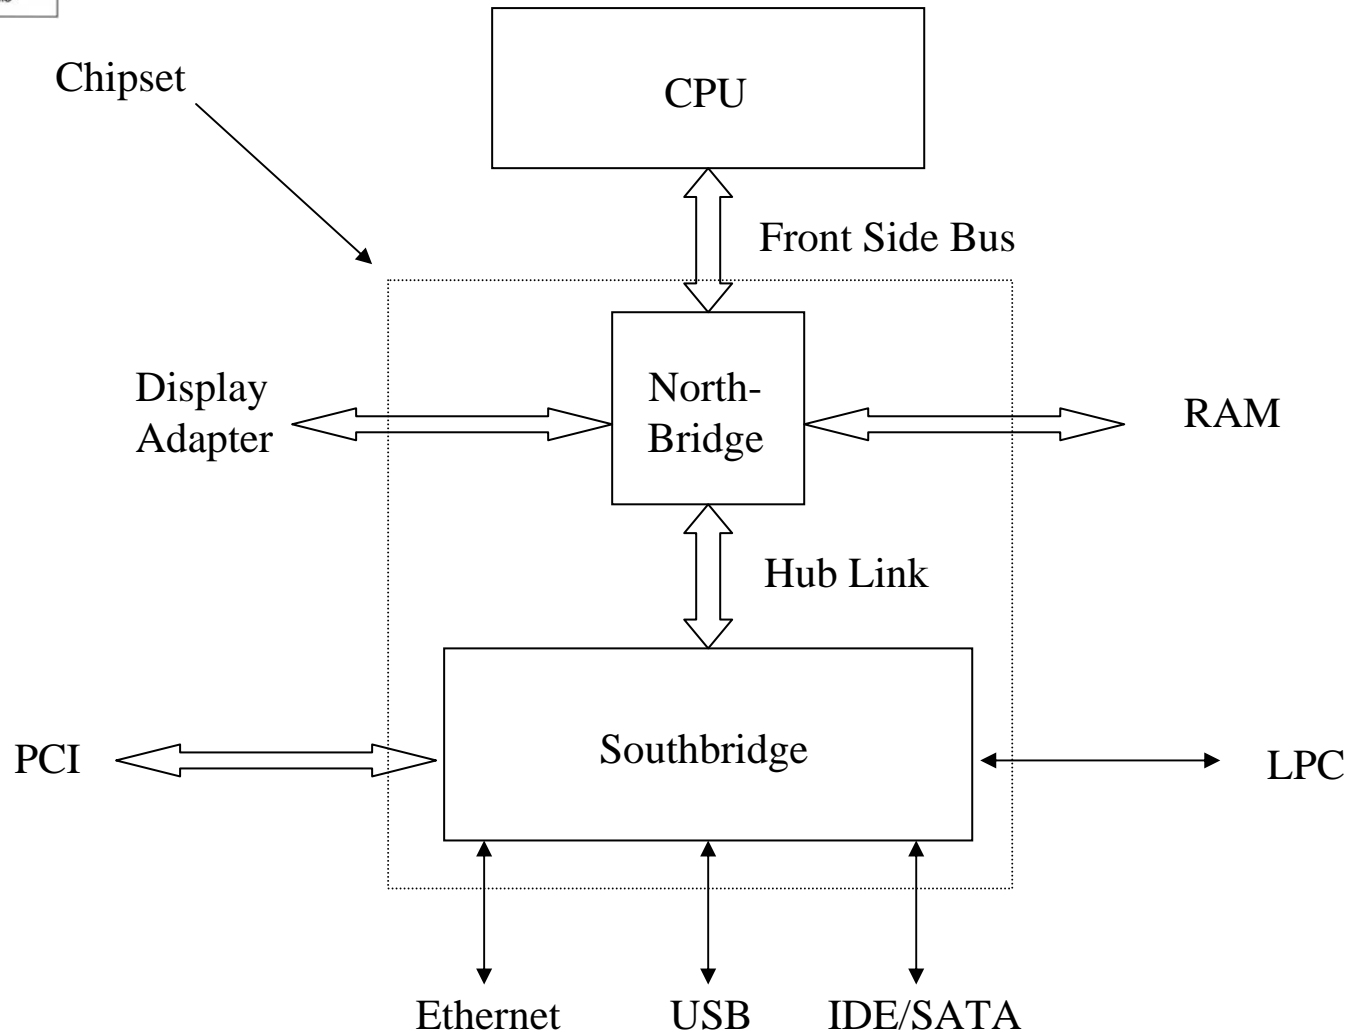 Chipset
CPU
Front Side Bus
Display
Adapter
North-
Bridge
RAM
Hub Link
PCI
Southbridge
LPC
Ethernet
USB
IDE/SATA